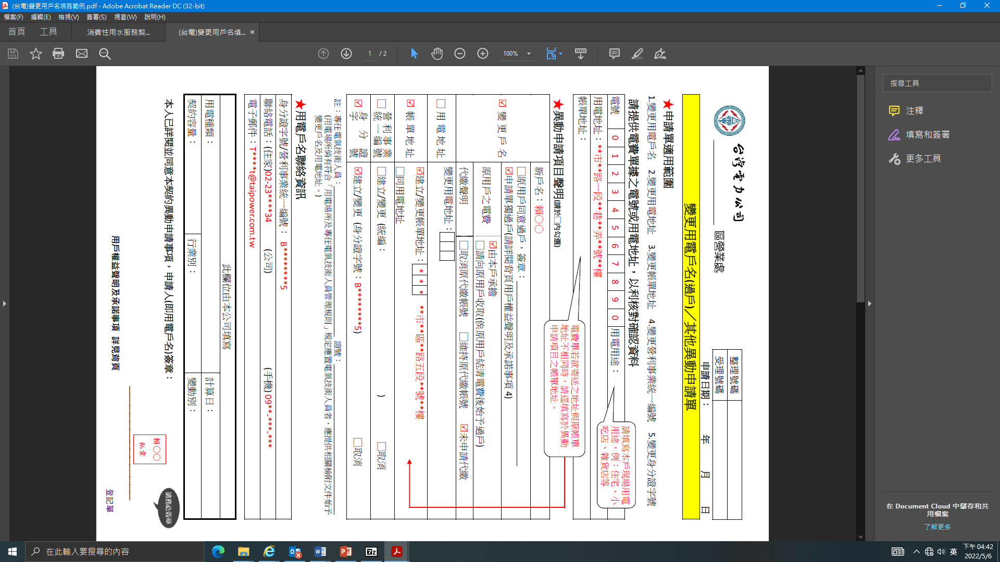 (台電)變更用戶名填寫範例.pdf - Adobe Acrobat Reader DC (32-bit)
檔案(F) 編輯(E) 檢視(V) 簽署(S) 視窗(W) 說明(H)
首頁 工具 消費性用水服務契... (台電)變更用戶名填... ×
1 / 2 100%
搜尋工具
注釋
填寫和簽署
更多工具
在 Document Cloud 中儲存和共
用檔案
了解更多
台灣電力公司
區營業處
整理號碼
受理號碼
申請日期： 年 月 日
變更用電戶名(過戶)／其他異動申請單
★申請單適用範圍
1.變更用電戶名 2.變更用電地址 3.變更帳單地址 4.變更營利事業統一編號 5.變更身分證字號
請提供電費單據之電號或用電地址，以利核對確認資料
電號 0 1 2 3 4 5 6 7 8 9 0 用電用途：
用電地址：**市**路一段**巷**弄**號**樓
帳單地址：
請填寫本戶現場用電
用途，例：住宅、小
吃店、雜貨店等
電費單若欲寄送之地址與原帳單
地址不相同時，請逕填寫於異動
申請項目之帳單地址。
★異動申請項目聲明(請於□內勾選)
☑ 變更戶名
新戶名：賴○○
□原用戶同意過戶，簽章：
☑申請單獨過戶(請詳閱背頁用戶權益聲明及承諾事項 4)
原用戶之電費
☑由本戶承擔
□請向原用戶收取(俟原用戶結清電費後始予過戶)
代繳聲明
□取消原代繳帳號 □維持原代繳帳號 ☑未申請代繳
□ 用電地址
變更用電地址：
☑ 帳單地址
☑建立/變更帳單地址：*** **市**區**路五段**號**樓
□同用電地址
□ 營利事業
統一編號
□建立/變更 (統編： ) □取消
☑ 身分證
字號
☑建立/變更 (身分證字號：B********5) □取消
註：專任電氣技術人員： 證號：
(用電場所倘有符合「用電場所及專任電氣技術人員管理規則」規定應置電氣技術人員者，應提供相關檢附文件始予
變更戶名及用電地址。)
★用電戶名聯絡資訊
身分證字號/營利事業統一編號： B********5
聯絡電話：(住家)02-23****34 (公司) (手機)09**-***-***
電子郵件：T****t@taipower.com.tw
此欄位由本公司填寫
用電種類： 計算日：
契約容量： 行業別： 變動別：
本人已詳閱並同意本契約異動申請事項，申請人(即用電戶名)簽章：
賴○○
私章
請務必簽章
用戶權益聲明及承諾事項 詳見背頁
登記單
在此輸入要搜尋的內容
英
下午 04:42
2022/5/6